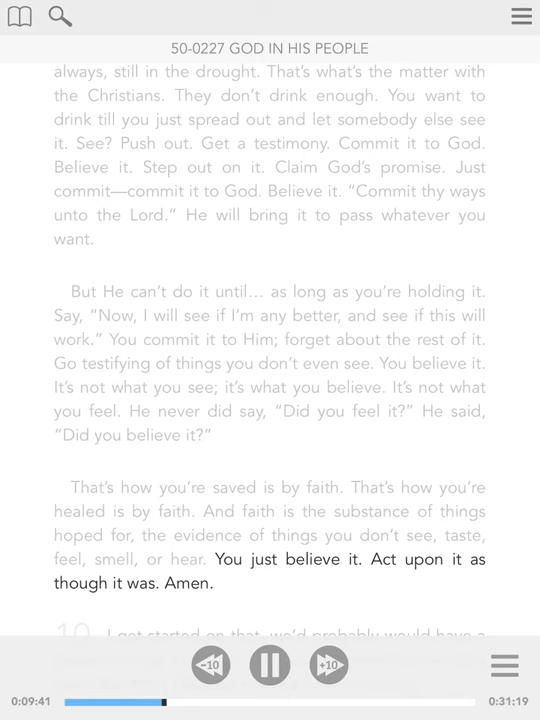 50-0227 GOD IN HIS PEOPLE
always, still in the drought. That’s what’s the matter with
the Christians. They don’t drink enough. You want to
drink till you just spread out and let somebody else see
it. See? Push out. Get a testimony. Commit it to God.
Believe it. Step out on it. Claim God’s promise. Just
commit—commit it to God. Believe it. “Commit thy ways
unto the Lord.” He will bring it to pass whatever you
want.
But He can’t do it until… as long as you’re holding it.
Say, “Now, I will see if I’m any better, and see if this will
work.” You commit it to Him; forget about the rest of it.
Go testifying of things you don’t even see. You believe it.
It’s not what you see; it’s what you believe. It’s not what
you feel. He never did say, “Did you feel it?” He said,
“Did you believe it?”
That’s how you’re saved is by faith. That’s how you’re
healed is by faith. And faith is the substance of things
hoped for, the evidence of things you don’t see, taste,
feel, smell, or hear. You just believe it. Act upon it as
though it was. Amen.
10 I got started on that, we’d probably would have a
-10
+10
0:09:41
0:31:19